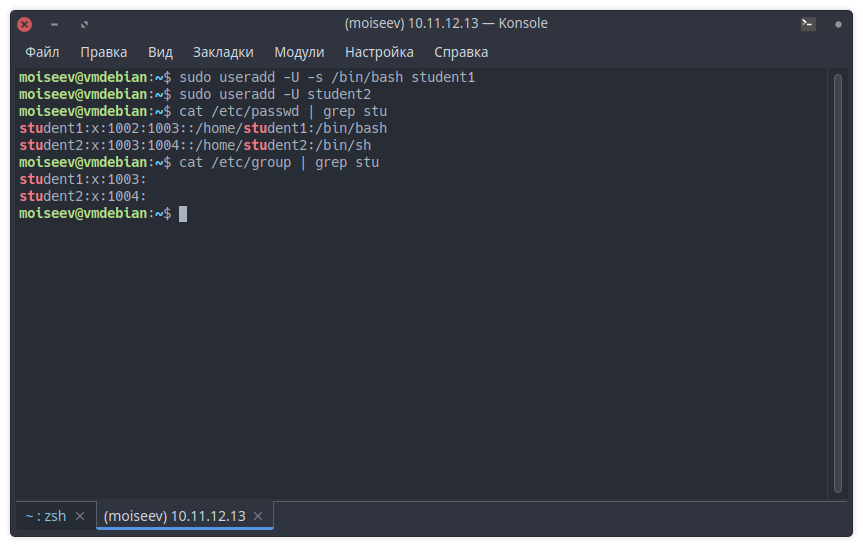 (moiseev) 10.11.12.13 — Konsole
Файл Правка Вид Закладки Модули Настройка Справка
moiseev@vmdebian:~$ sudo useradd -U -s /bin/bash student1
moiseev@vmdebian:~$ sudo useradd -U student2
moiseev@vmdebian:~$ cat /etc/passwd | grep stu
student1:x:1002:1003::/home/student1:/bin/bash
student2:x:1003:1004::/home/student2:/bin/sh
moiseev@vmdebian:~$ cat /etc/group | grep stu
student1:x:1003:
student2:x:1004:
moiseev@vmdebian:~$
~ : zsh (moiseev) 10.11.12.13